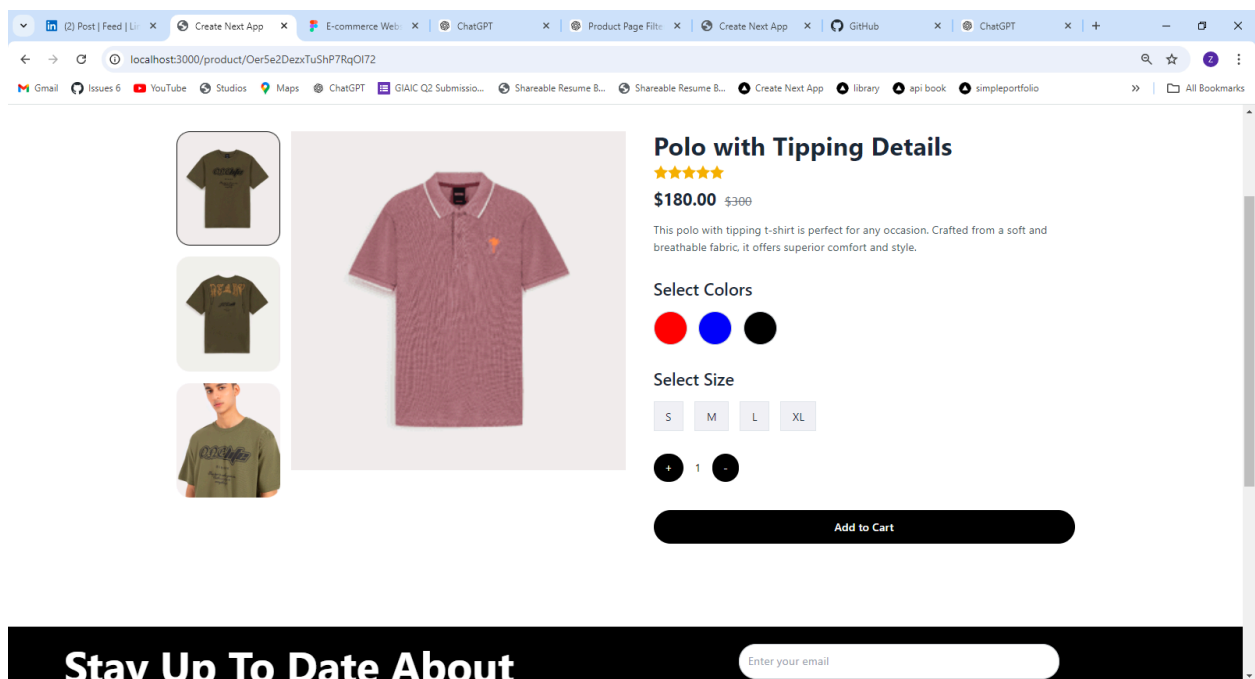 (2) Post | Feed | Lin
Create Next App
E-commerce Webs
ChatGPT
Product Page Filte
Create Next App
GitHub
ChatGPT
localhost:3000/product/Oer5e2DezxTuShP7RqOI72
Z
Gmail
Issues 6
YouTube
Studios
Maps
ChatGPT
GIAIC Q2 Submissio...
Shareable Resume B...
Shareable Resume B...
Create Next App
library
api book
simpleportfolio
»
All Bookmarks
Polo with Tipping Details
$180.00 $300
This polo with tipping t-shirt is perfect for any occasion. Crafted from a soft and
breathable fabric, it offers superior comfort and style.
Select Colors
Select Size
S M L XL
+ 1 -
Add to Cart
Stay Up To Date About
Enter your email